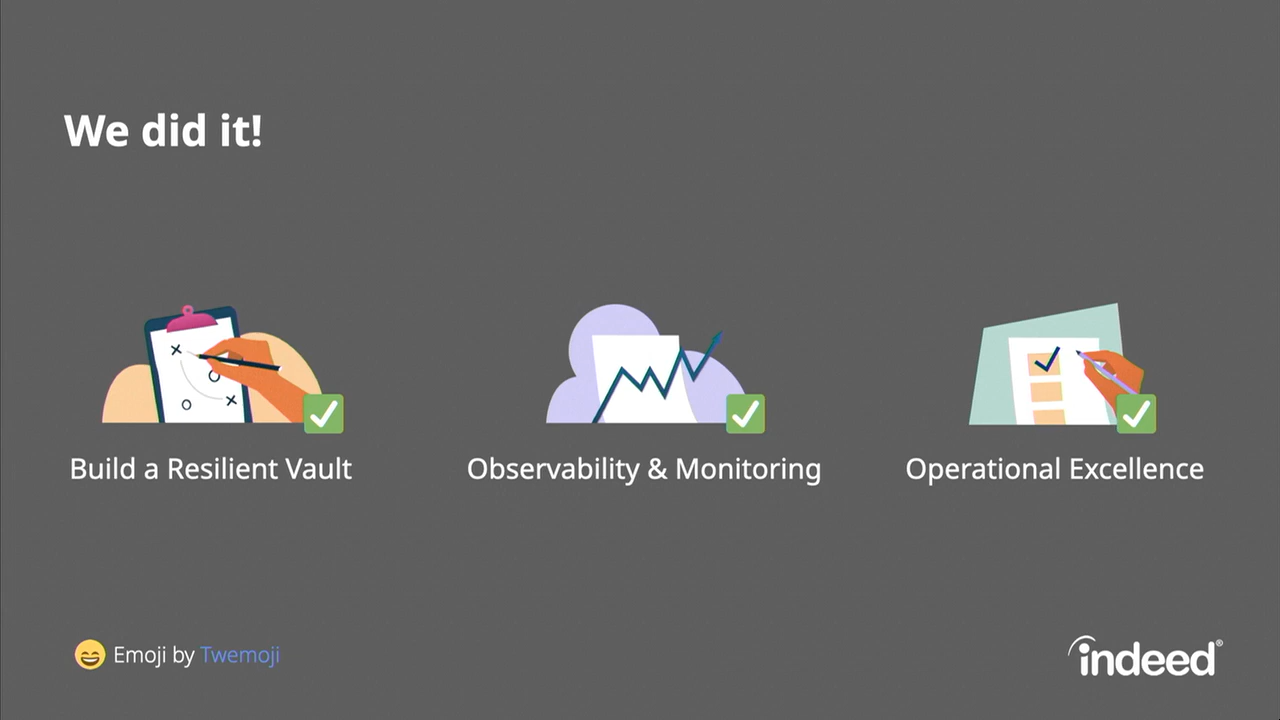 We did it!
Build a Resilient Vault
Observability & Monitoring
Operational Excellence
Emoji by Twemoji
indeed®